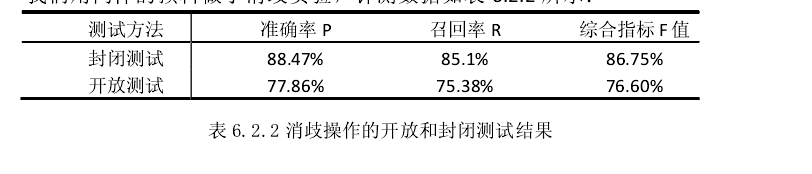 测试方法 准确率 P 召回率 R 综合指标 F 值
封闭测试 88.47% 85.1% 86.75%
开放测试 77.86% 75.38% 76.60%
表 6.2.2 消歧操作的开放和封闭测试结果